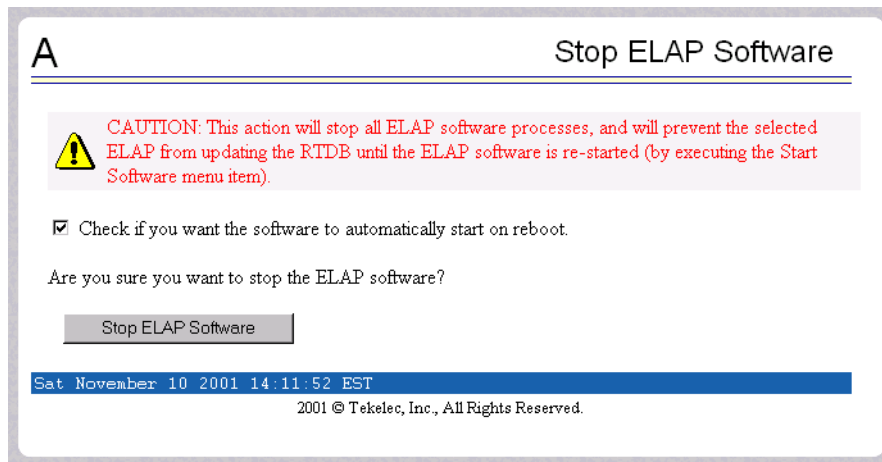 A
Stop ELAP Software
CAUTION: This action will stop all ELAP software processes, and will prevent the selected
ELAP from updating the RTDB until the ELAP software is re-started (by executing the Start
Software menu item).
Check if you want the software to automatically start on reboot.
Are you sure you want to stop the ELAP software?
Stop ELAP Software
Sat November 10 2001 14:11:52 EST
2001 © Tekelec, Inc., All Rights Reserved.